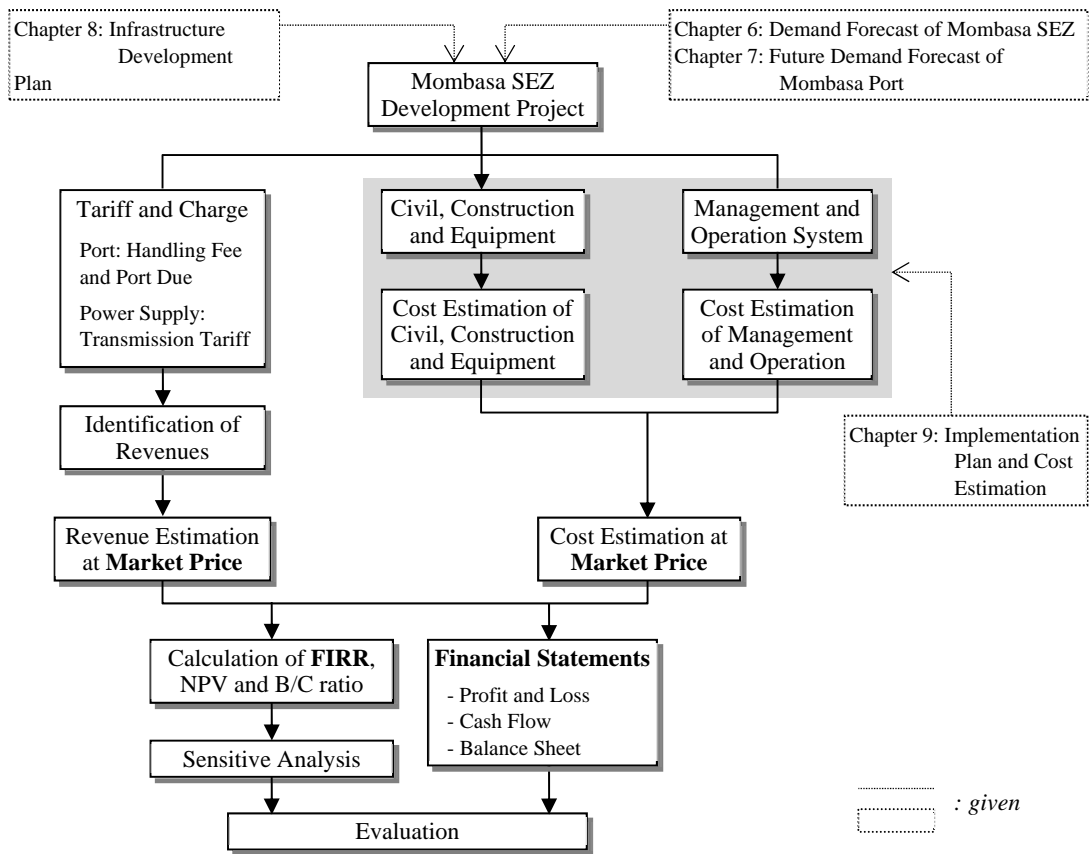 Chapter 8: Infrastructure
Development
Plan
Chapter 6: Demand Forecast of Mombasa SEZ
Chapter 7: Future Demand Forecast of
Mombasa Port
Mombasa SEZ
Development Project
Tariff and Charge
Port: Handling Fee
and Port Due
Power Supply:
Transmission Tariff
Civil, Construction
and Equipment
Management and
Operation System
Cost Estimation of
Civil, Construction
and Equipment
Cost Estimation
of Management
and Operation
Identification of
Revenues
Chapter 9: Implementation
Plan and Cost
Estimation
Revenue Estimation
at Market Price
Cost Estimation at
Market Price
Calculation of FIRR,
NPV and B/C ratio
Financial Statements
- Profit and Loss
- Cash Flow
- Balance Sheet
Sensitive Analysis
Evaluation
: given